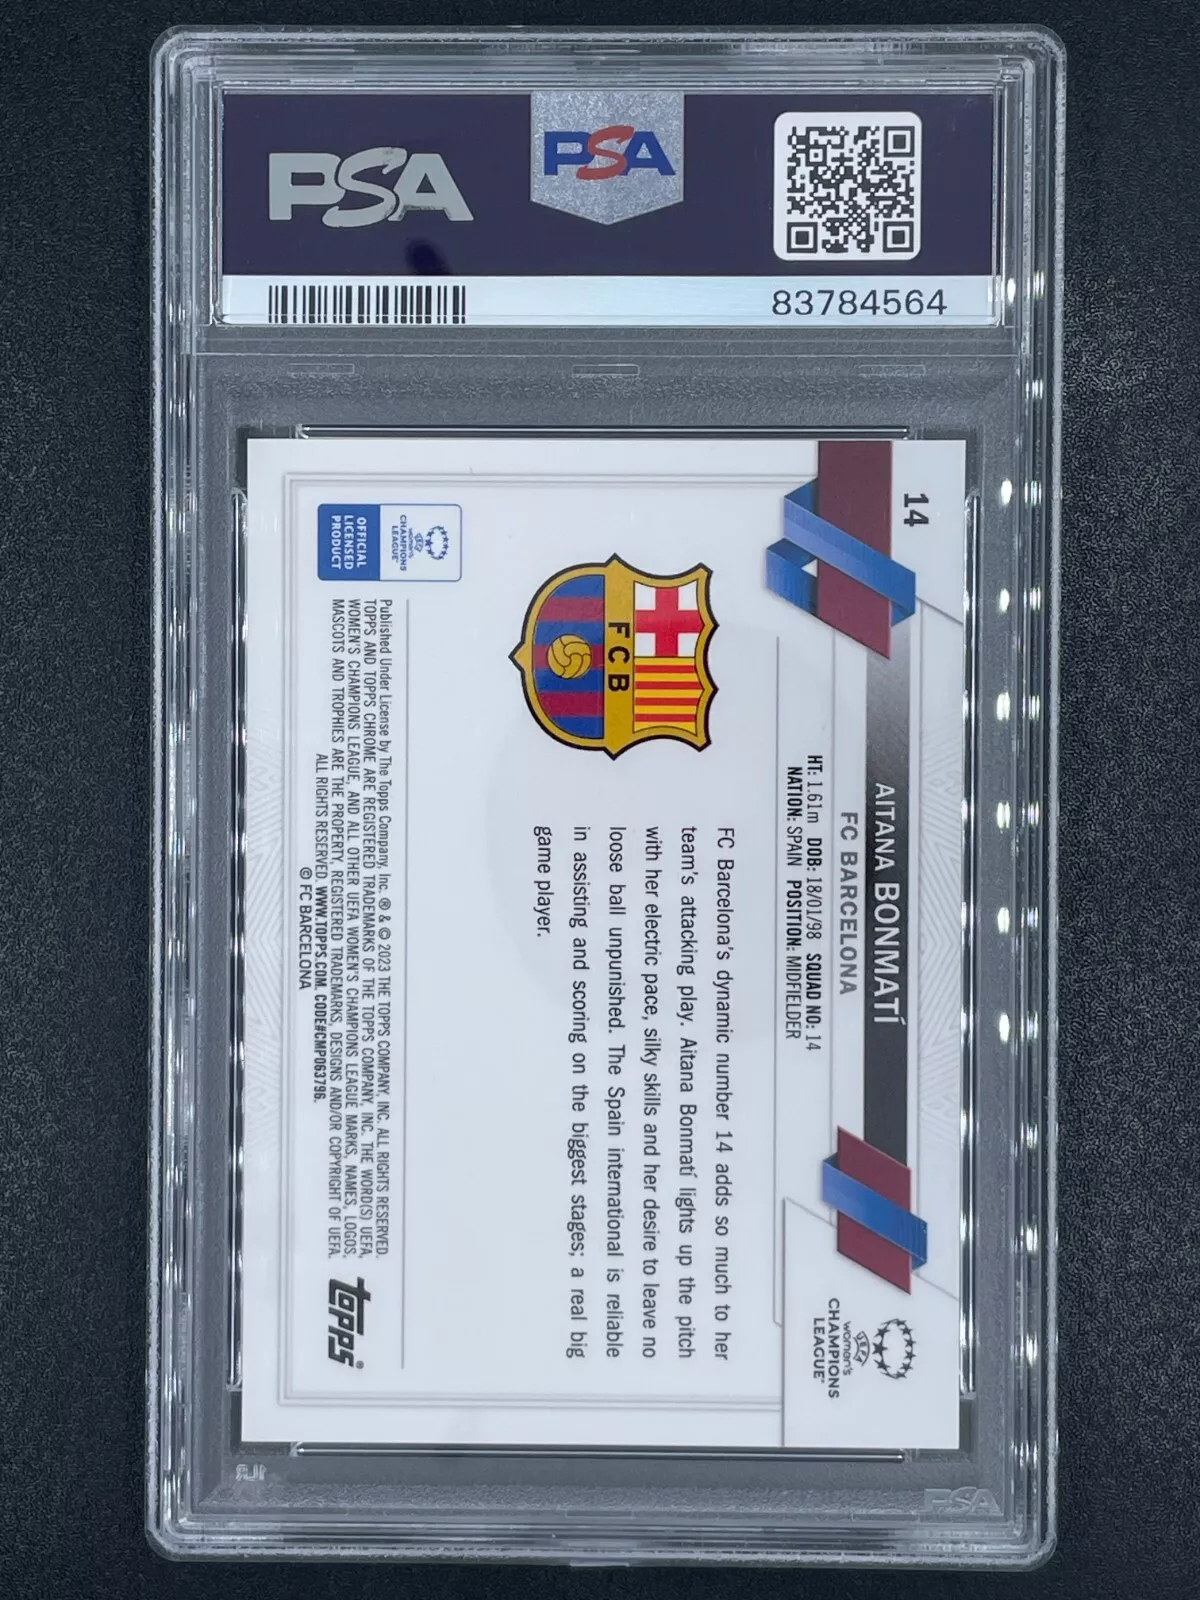 PSA
PSA
83784564
14
AITANA BONMATÍ
FC BARCELONA
HT: 1.61m DOB: 18/01/98 SQUAD NO: 14
NATION: SPAIN POSITION: MIDFIELDER
UEFA
women's
CHAMPIONS
LEAGUE™
FCB
FC Barcelona's dynamic number 14 adds so much to her
team's attacking play. Aitana Bonmatí lights up the pitch
with her electric pace, silky skills and her desire to leave no
loose ball unpunished. The Spain international is reliable
in assisting and scoring on the biggest stages; a real big
game player.
UEFA
women's
CHAMPIONS
LEAGUE™
OFFICIAL
LICENSED
PRODUCT
Published Under License by The Topps Company, Inc. ® & © 2023 THE TOPPS COMPANY, INC. ALL RIGHTS RESERVED.
TOPPS AND TOPPS CHROME ARE REGISTERED TRADEMARKS OF THE TOPPS COMPANY, INC. THE WORD(S) UEFA,
WOMEN'S CHAMPIONS LEAGUE, AND ALL OTHER UEFA WOMEN'S CHAMPIONS LEAGUE MARKS, NAMES, LOGOS,
MASCOTS AND TROPHIES ARE THE PROPERTY, REGISTERED TRADEMARKS, DESIGNS AND/OR COPYRIGHT OF UEFA.
ALL RIGHTS RESERVED. WWW.TOPPS.COM. CODE#CMP063796.
© FC BARCELONA
topps®
PSA